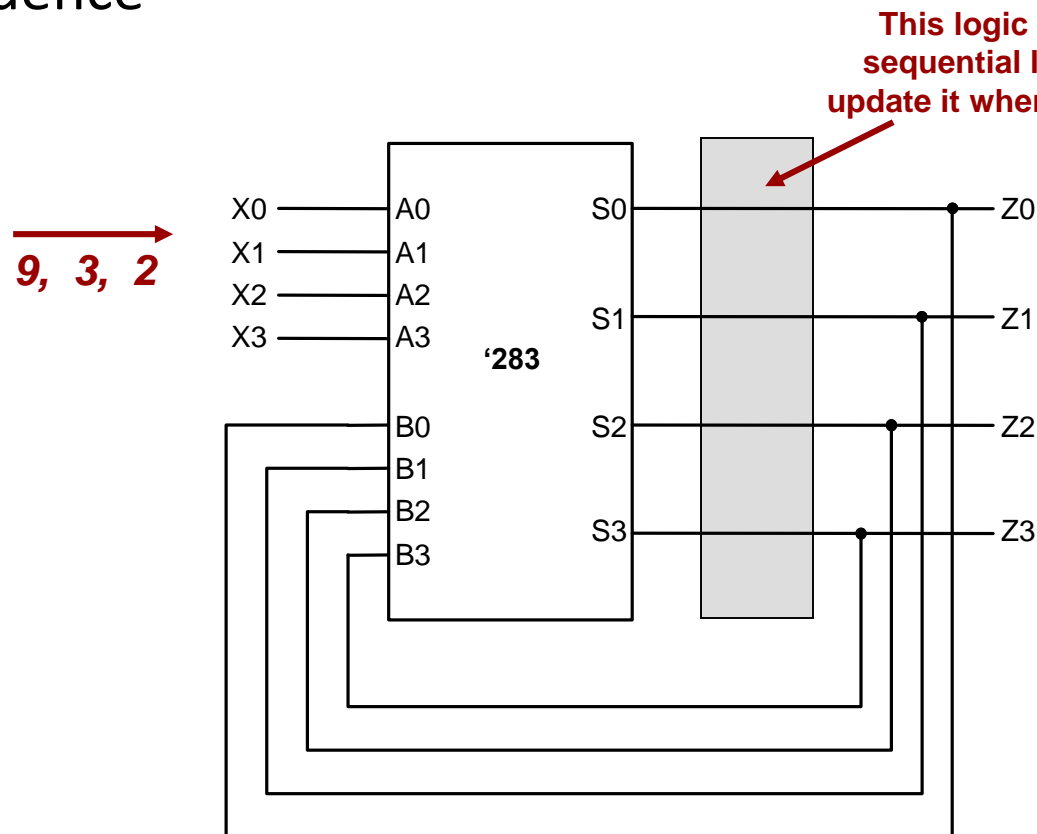 This logic
sequential
update it
9, 3, 2
X0
X1
X2
X3
A0
A1
A2
A3
B0
B1
B2
B3
'283
S0
S1
S2
S3
Z0
Z1
Z2
Z3